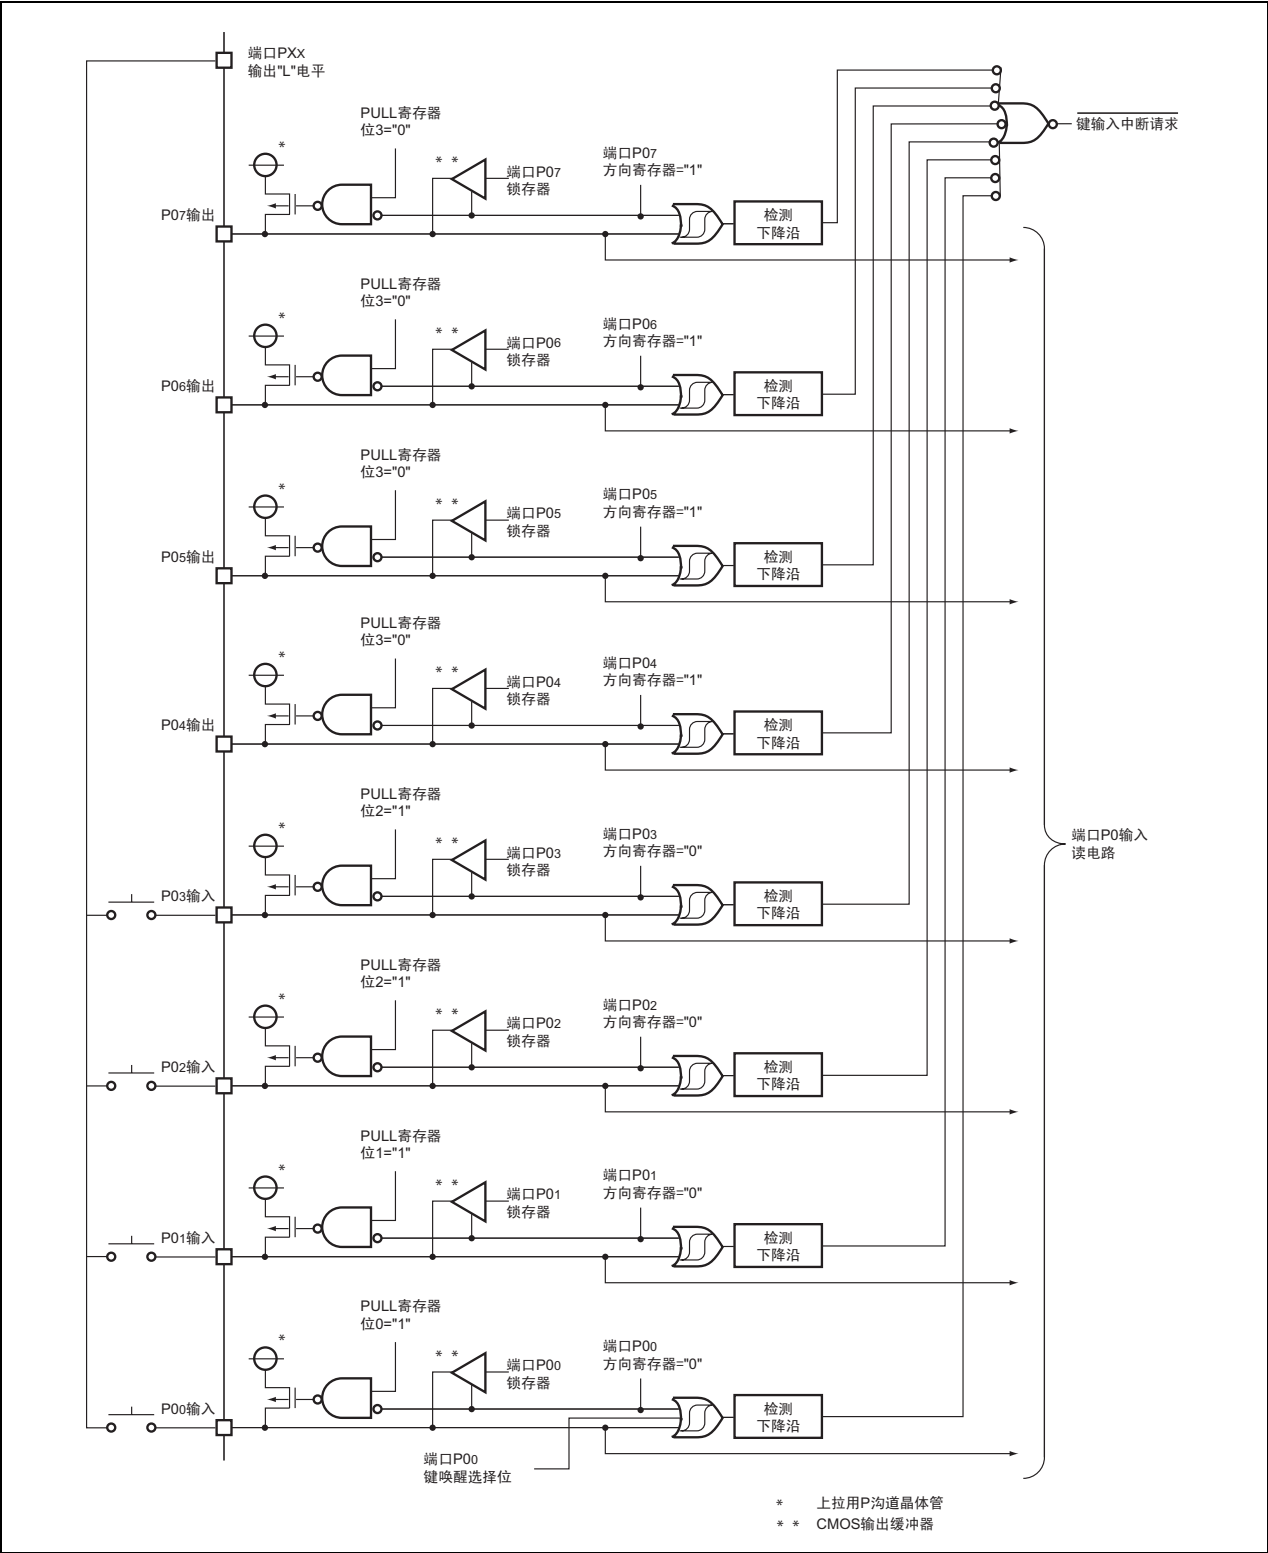 端口PXx
输出"L"电平
键输入中断请求
PULL寄存器
位3="0"
*
* *
端口P07
锁存器
端口P07
方向寄存器="1"
P07输出
检测
下降沿
PULL寄存器
位3="0"
*
* *
端口P06
锁存器
端口P06
方向寄存器="1"
P06输出
检测
下降沿
PULL寄存器
位3="0"
*
* *
端口P05
锁存器
端口P05
方向寄存器="1"
P05输出
检测
下降沿
PULL寄存器
位3="0"
*
* *
端口P04
锁存器
端口P04
方向寄存器="1"
P04输出
检测
下降沿
PULL寄存器
位2="1"
*
* *
端口P03
锁存器
端口P03
方向寄存器="0"
P03输入
检测
下降沿
端口P0输入
读电路
PULL寄存器
位2="1"
*
* *
端口P02
锁存器
端口P02
方向寄存器="0"
P02输入
检测
下降沿
PULL寄存器
位1="1"
*
* *
端口P01
锁存器
端口P01
方向寄存器="0"
P01输入
检测
下降沿
PULL寄存器
位0="1"
*
* *
端口P00
锁存器
端口P00
方向寄存器="0"
P00输入
检测
下降沿
端口P00
键唤醒选择位
* 上拉用P沟道晶体管
* * CMOS输出缓冲器